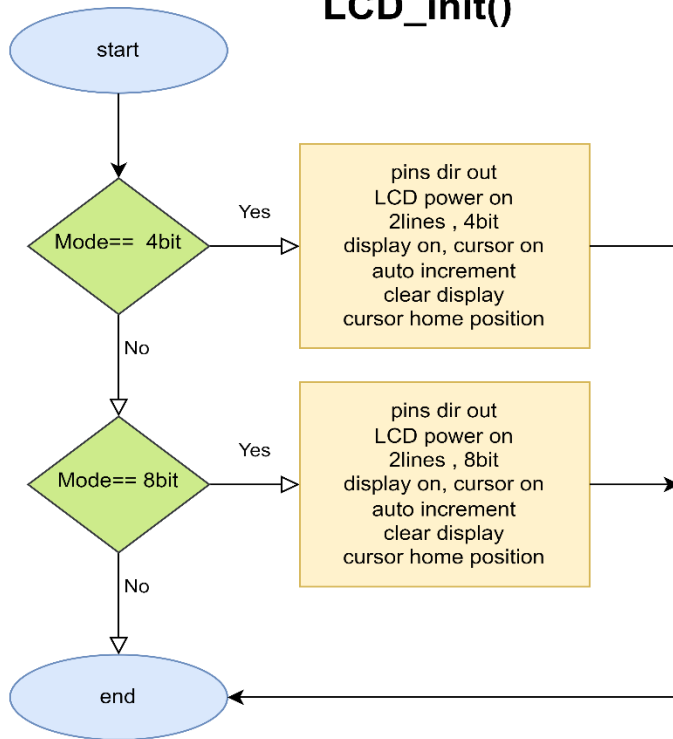 LCD_Init()
start
Mode== 4bit
Yes
pins dir out
LCD power on
2lines , 4bit
display on, cursor on
auto increment
clear display
cursor home position
No
Mode== 8bit
Yes
pins dir out
LCD power on
2lines , 8bit
display on, cursor on
auto increment
clear display
cursor home position
No
end